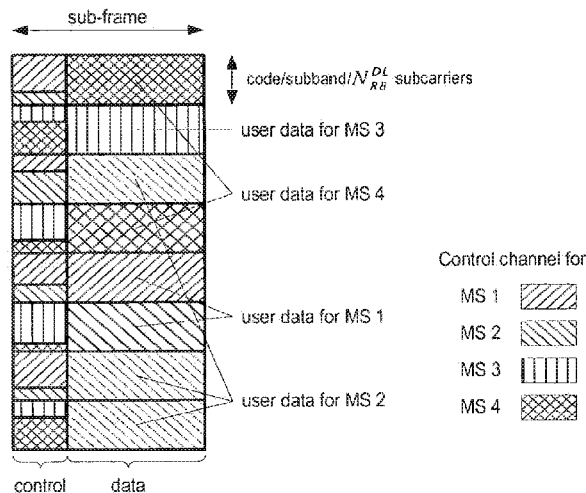 sub-frame
code/subband/N_{RB}^{DL} subcarriers
user data for MS 3
user data for MS 4
Control channel for
MS 1
user data for MS 1
MS 2
MS 3
user data for MS 2
MS 4
control data